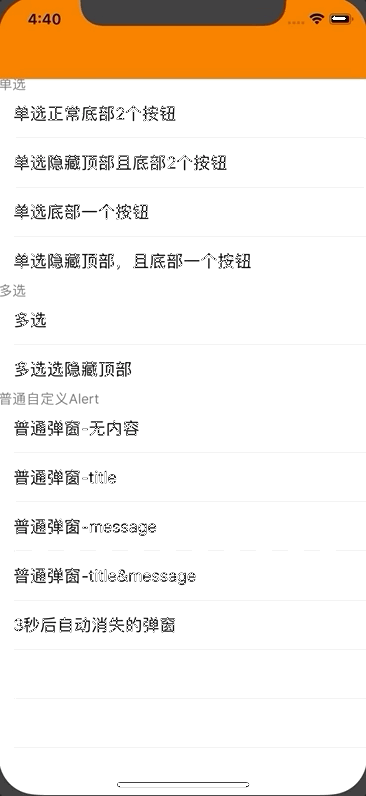 4:40
单选
单选正常底部2个按钮
单选隐藏顶部且底部2个按钮
单选底部一个按钮
单选隐藏顶部，且底部一个按钮
多选
多选
多选选隐藏顶部
普通自定义Alert
普通弹窗-无内容
普通弹窗-title
普通弹窗-message
普通弹窗-title&message
3秒后自动消失的弹窗